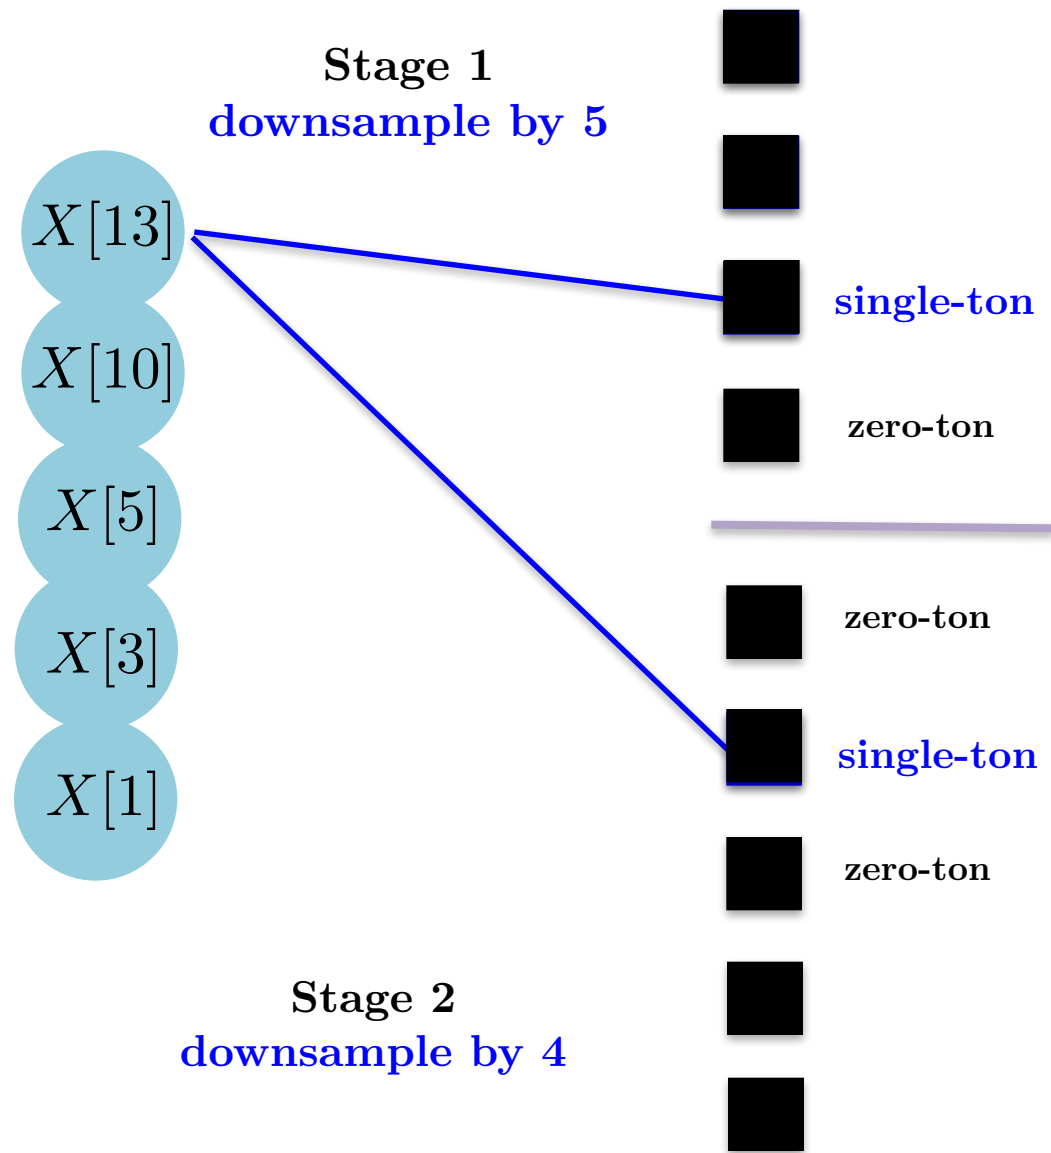 Stage 1
downsample by 5
X[13]
single-ton
X[10]
zero-ton
X[5]
zero-ton
X[3]
single-ton
X[1]
zero-ton
Stage 2
downsample by 4